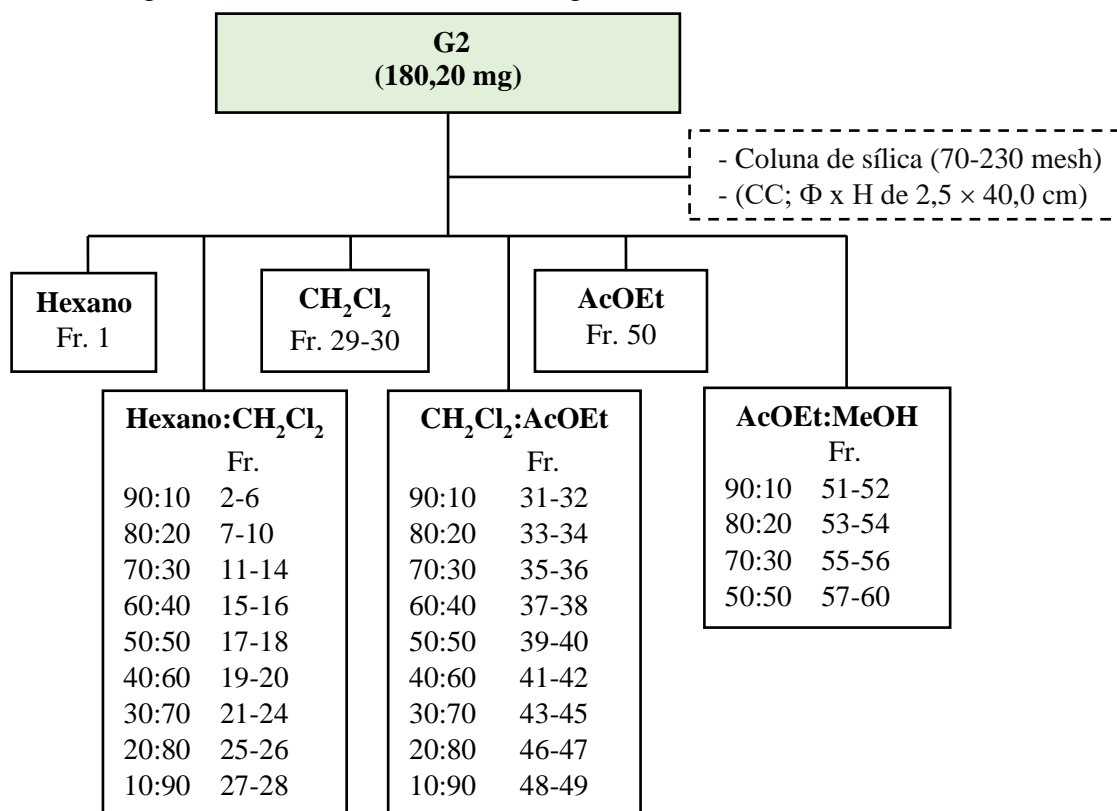 G2
(180,20 mg)
- Coluna de sílica (70-230 mesh)
- (CC; Φ x H de 2,5 × 40,0 cm)
Hexano
Fr. 1
CH₂Cl₂
Fr. 29-30
AcOEt
Fr. 50
Hexano:CH₂Cl₂
Fr.
90:10 2-6
80:20 7-10
70:30 11-14
60:40 15-16
50:50 17-18
40:60 19-20
30:70 21-24
20:80 25-26
10:90 27-28
CH₂Cl₂:AcOEt
Fr.
90:10 31-32
80:20 33-34
70:30 35-36
60:40 37-38
50:50 39-40
40:60 41-42
30:70 43-45
20:80 46-47
10:90 48-49
AcOEt:MeOH
Fr.
90:10 51-52
80:20 53-54
70:30 55-56
50:50 57-60